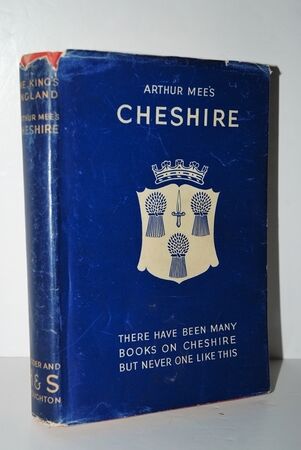 ARTHUR MEE'S
CHESHIRE
THERE HAVE BEEN MANY
BOOKS ON CHESHIRE
BUT NEVER ONE LIKE THIS
KING'S
ENGLAND
ARTHUR MEE'S
CHESHIRE
AND
& S